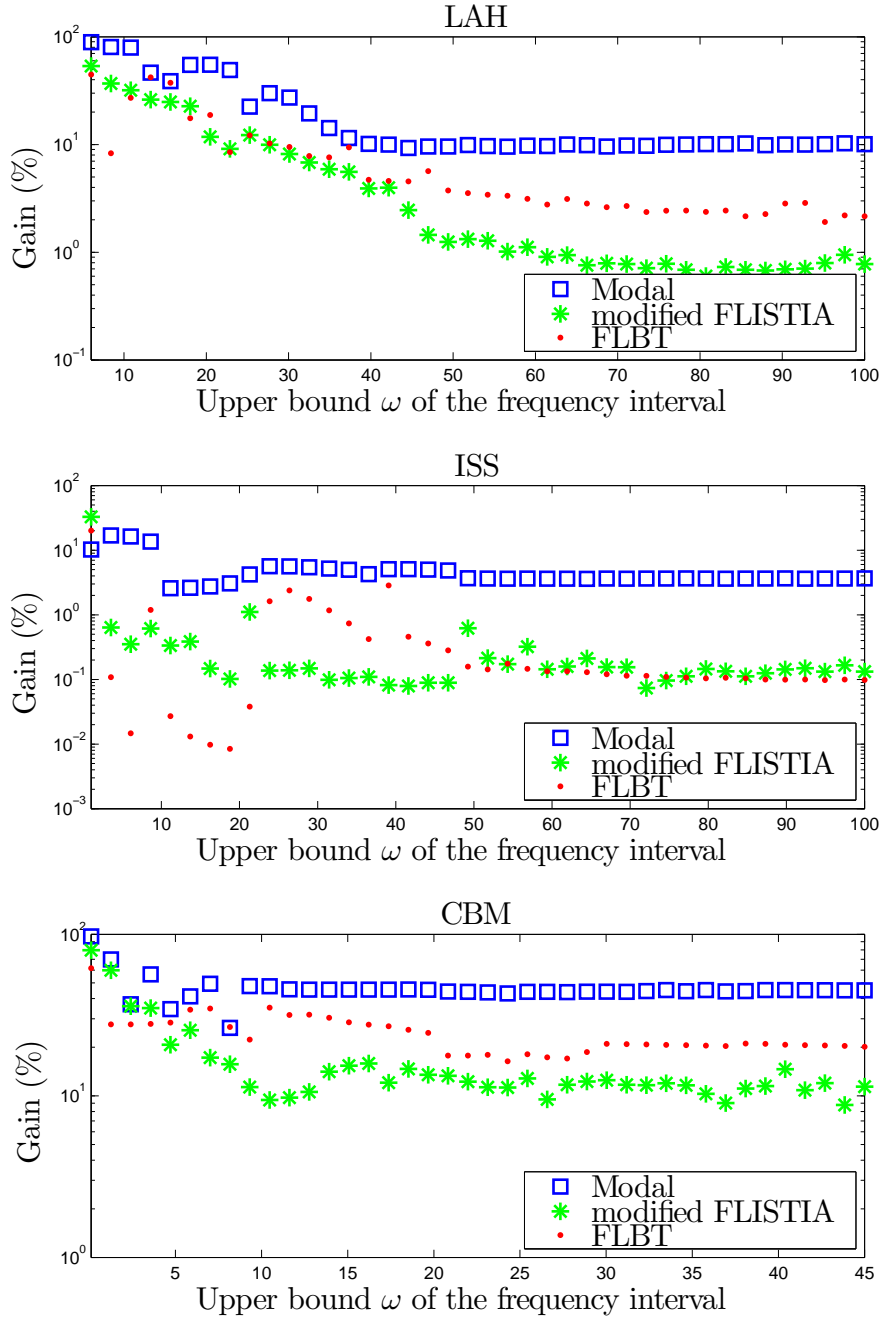 LAH
10^2
10^1
10^0
10^-1
Gain (%)
Modal
modified FLISTIA
FLBT
10 20 30 40 50 60 70 80 90 100
Upper bound ω of the frequency interval
ISS
10^2
10^1
10^0
10^-1
10^-2
10^-3
Gain (%)
Modal
modified FLISTIA
FLBT
10 20 30 40 50 60 70 80 90 100
Upper bound ω of the frequency interval
CBM
10^2
10^1
10^0
Gain (%)
Modal
modified FLISTIA
FLBT
5 10 15 20 25 30 35 40 45
Upper bound ω of the frequency interval